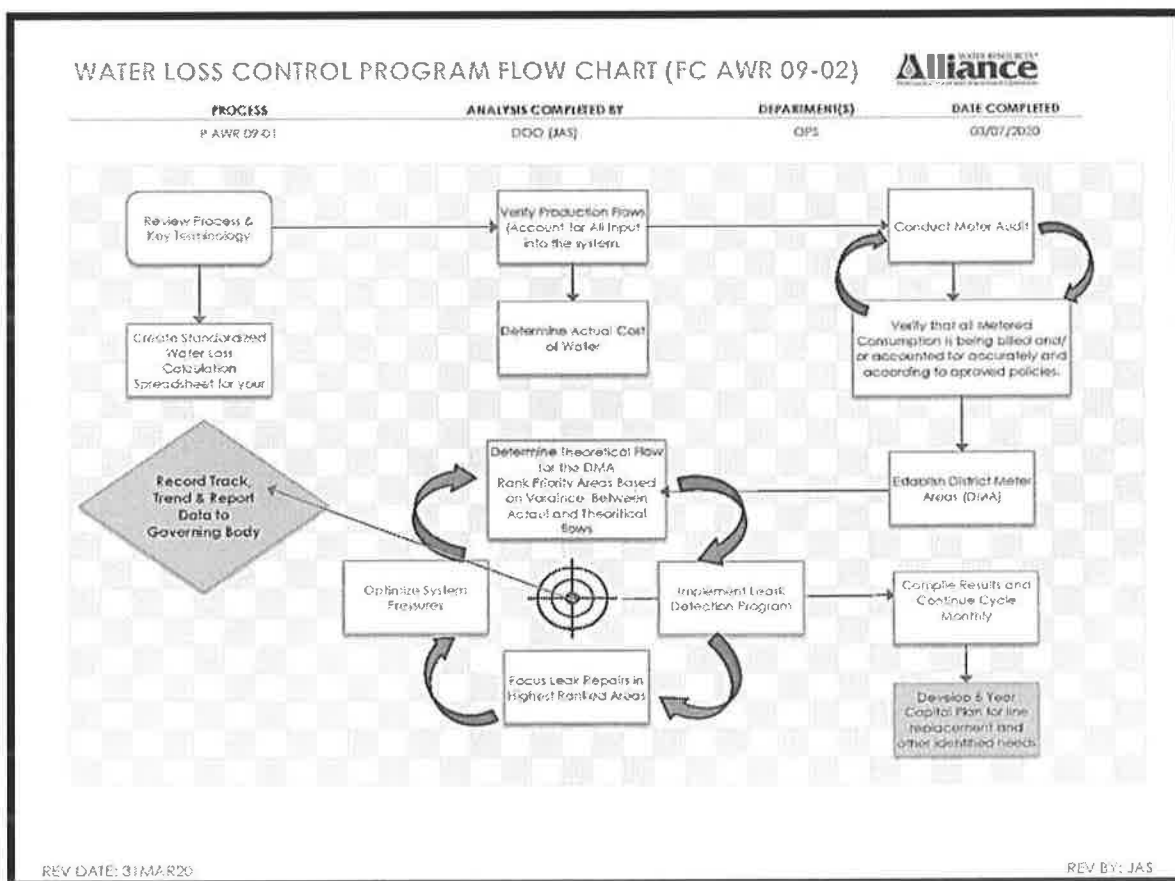 WATER LOSS CONTROL PROGRAM FLOW CHART (FC AWR 09-02)
WATER RESOURCES
Alliance
PROCESS
ANALYSIS COMPLETED BY
DEPARTMENT(S)
DATE COMPLETED
P AWR 09-01
DOO (JAS)
OPS
03/07/2020
Review Process &
Key Terminology
Verify Production Flows
(Account for All Input
into the system.
Conduct Meter Audit
Create Standardized
Water Loss
Calculation
Spreadsheet for your
Determine Actual Cost
of Water
Verify that all Metered
Consumption is being billed and/
or accounted for accurately and
according to aproved policies.
Record Track,
Trend & Report
Data to
Governing Body
Determine Theoretical Flow
for the DMA
Rank Priority Areas Based
on Varaince Between
Actual and Theoritical
flows
Establish District Meter
Areas (DMA)
Optimize System
Pressures
Implement Leak
Detection Program
Compile Results and
Continue Cycle
Monthly
Focus Leak Repairs in
Highest Ranked Areas
Develop 5 Year
Capital Plan for line
replacement and
other identified needs
REV DATE: 31MAR20
REV BY: JAS